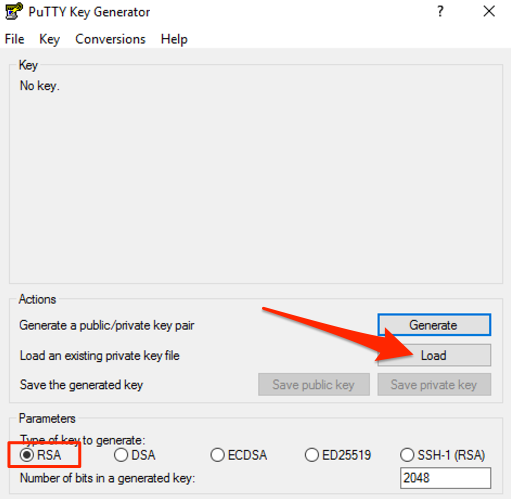 PuTTY Key Generator ? ×
File Key Conversions Help
Key
No key.
Actions
Generate a public/private key pair Generate
Load an existing private key file Load
Save the generated key Save public key Save private key
Parameters
Type of key to generate:
RSA DSA ECDSA ED25519 SSH-1 (RSA)
Number of bits in a generated key: 2048